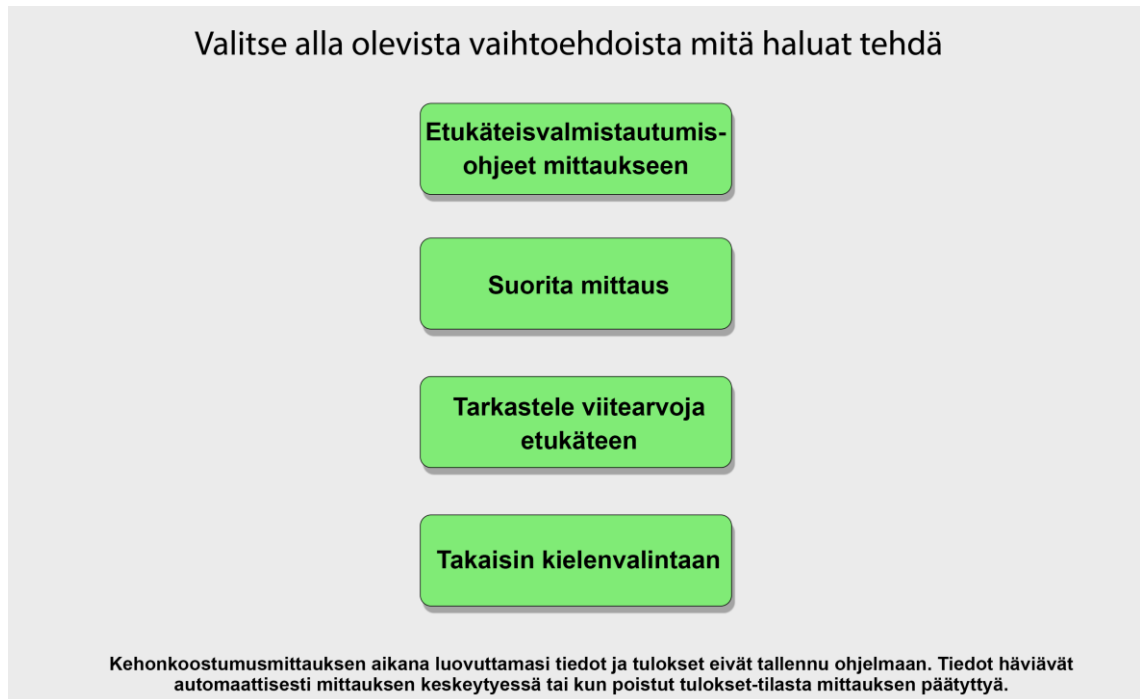 Valitse alla olevista vaihtoehdoista mitä haluat tehdä
Etukäteisvalmistautumis-
ohjeet mittaukseen
Suorita mittaus
Tarkastele viitearvoja
etukäteen
Takaisin kielenvalintaan
Kehonkoostumusmittauksen aikana luovuttamasi tiedot ja tulokset eivät tallennu ohjelmaan. Tiedot häviävät
automaattisesti mittauksen keskeytyessä tai kun poistut tulokset-tilasta mittauksen päätyttyä.